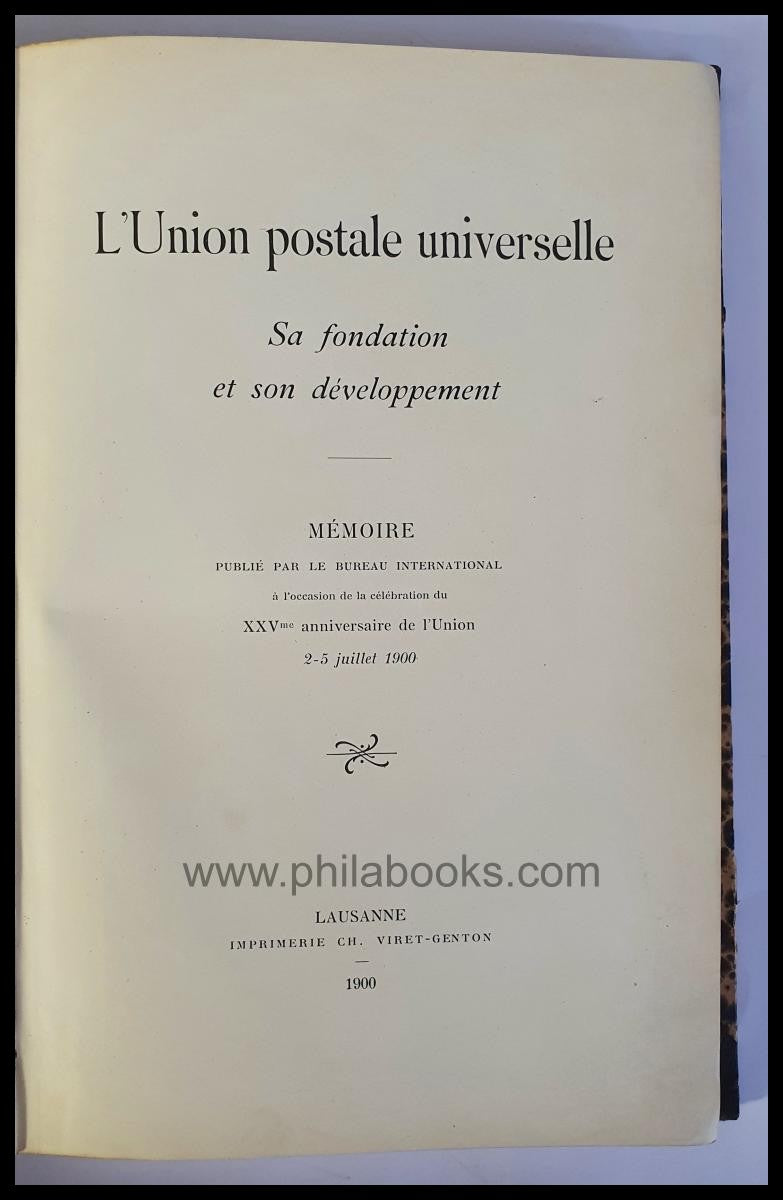 L'Union postale universelle
Sa fondation
et son développement
MÉMOIRE
PUBLIÉ PAR LE BUREAU INTERNATIONAL
à l'occasion de la célébration du
XXVme anniversaire de l'Union
2-5 juillet 1900
www.philabooks.com
LAUSANNE
IMPRIMERIE CH. VIRET-GENTON
1900